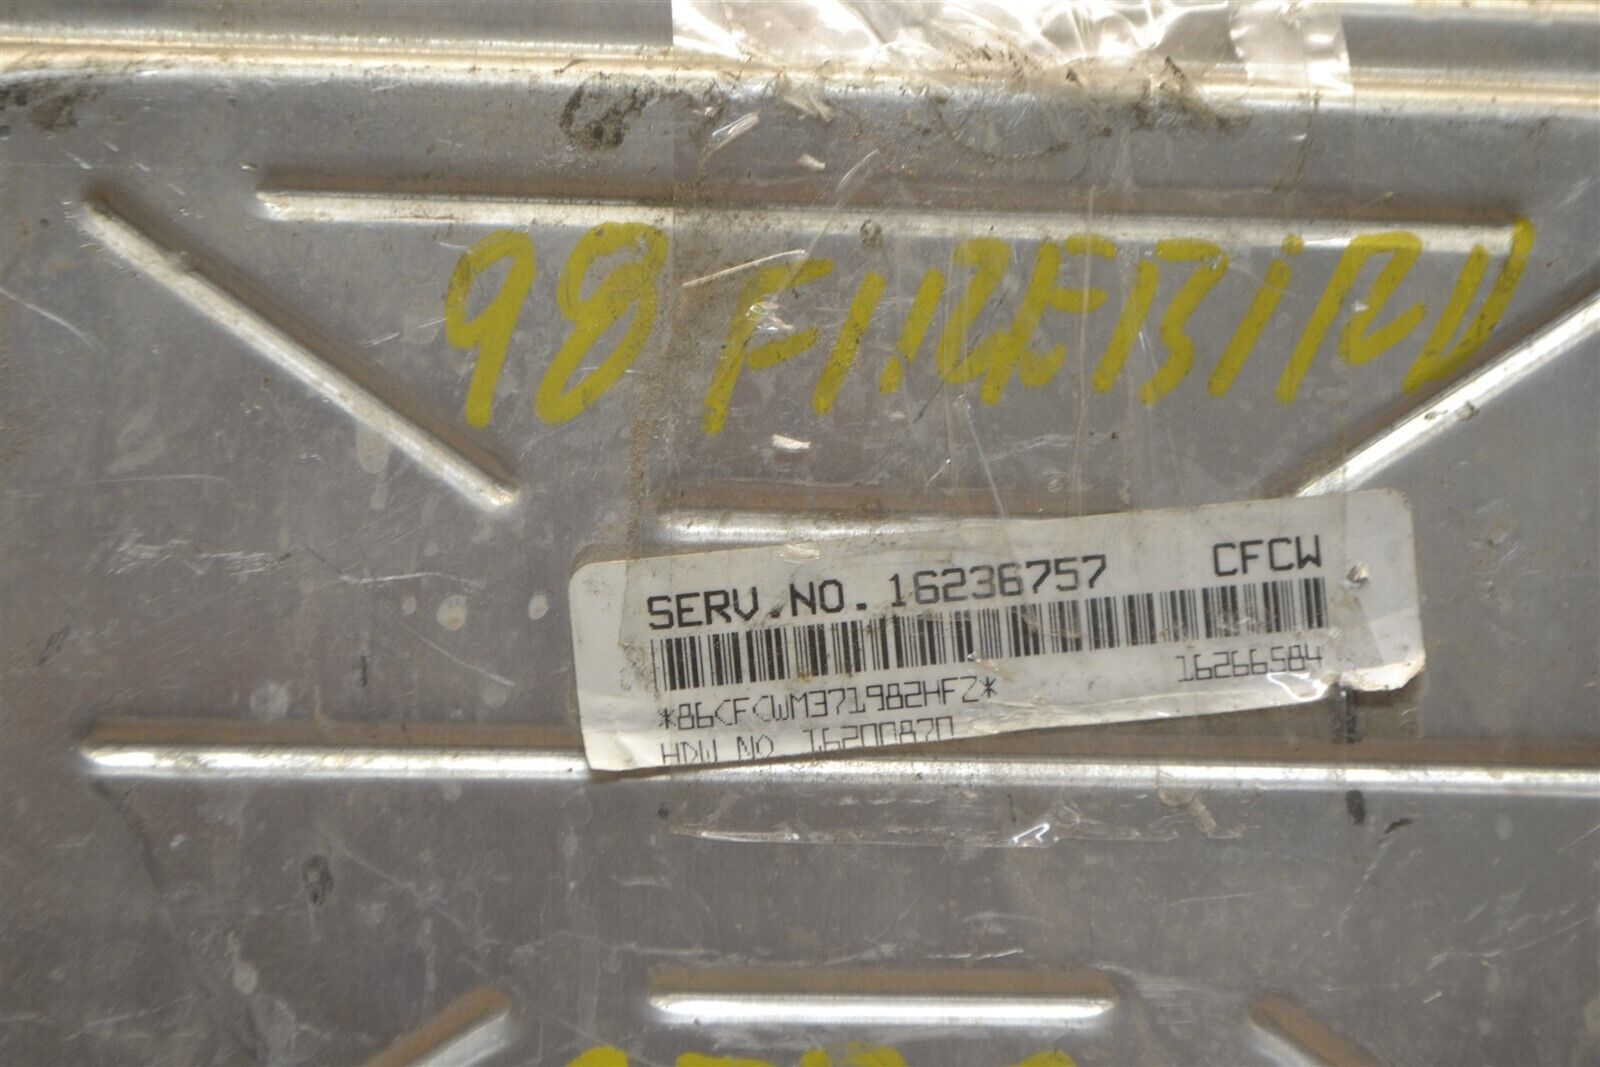 98 FIREBIRD
SERV.NO. 16236757 CFCW
*86CFCWM371982HFZ* 16266584
HDW NO 16200870